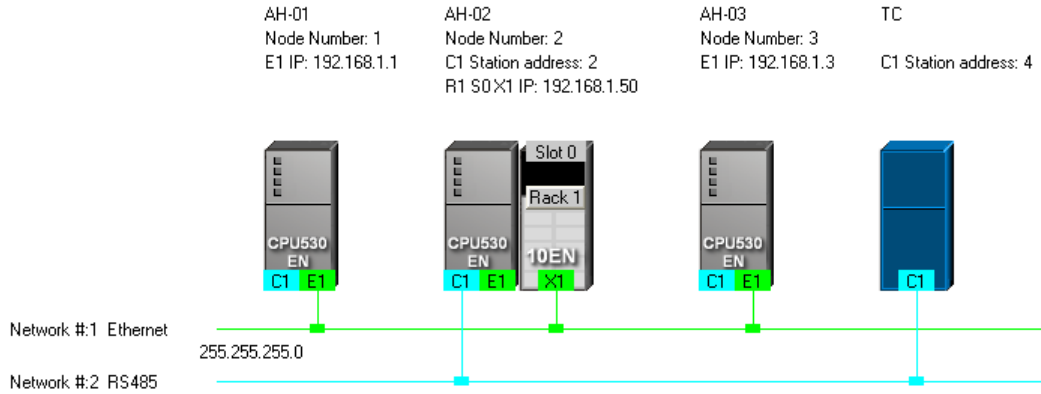 AH-01
Node Number: 1
E1 IP: 192.168.1.1
AH-02
Node Number: 2
C1 Station address: 2
R1 S0 X1 IP: 192.168.1.50
AH-03
Node Number: 3
E1 IP: 192.168.1.3
TC
C1 Station address: 4
CPU530
EN
C1 E1
CPU530
EN
C1 E1
Slot 0
Rack 1
10EN
X1
CPU530
EN
C1 E1
C1
Network #:1 Ethernet
255.255.255.0
Network #:2 RS485